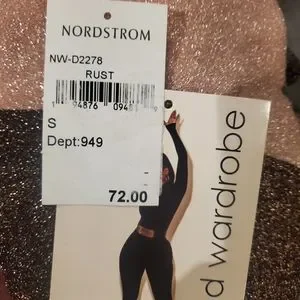 NORDSTROM
NW-D2278
RUST
S
Dept:949
72.00
d wardrobe